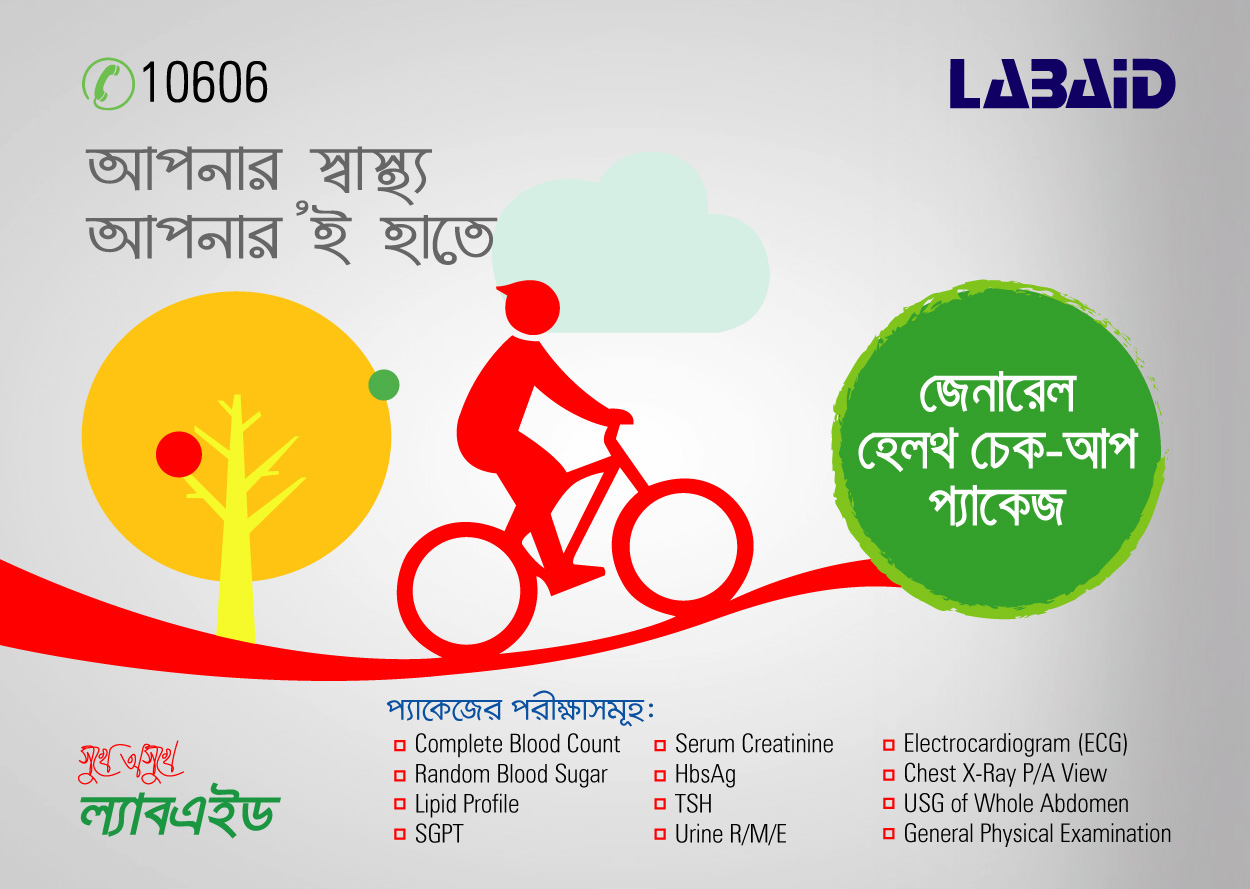 10606
LABAID
আপনার স্বাস্থ্য
আপনার'ই হাতে
জেনারেল
হেলথ চেক-আপ
প্যাকেজ
প্যাকেজের পরীক্ষাসমূহ:
Complete Blood Count
Random Blood Sugar
Lipid Profile
SGPT
Serum Creatinine
HbsAg
TSH
Urine R/M/E
Electrocardiogram (ECG)
Chest X-Ray P/A View
USG of Whole Abdomen
General Physical Examination
সুখে অসুখে
ল্যাবএইড